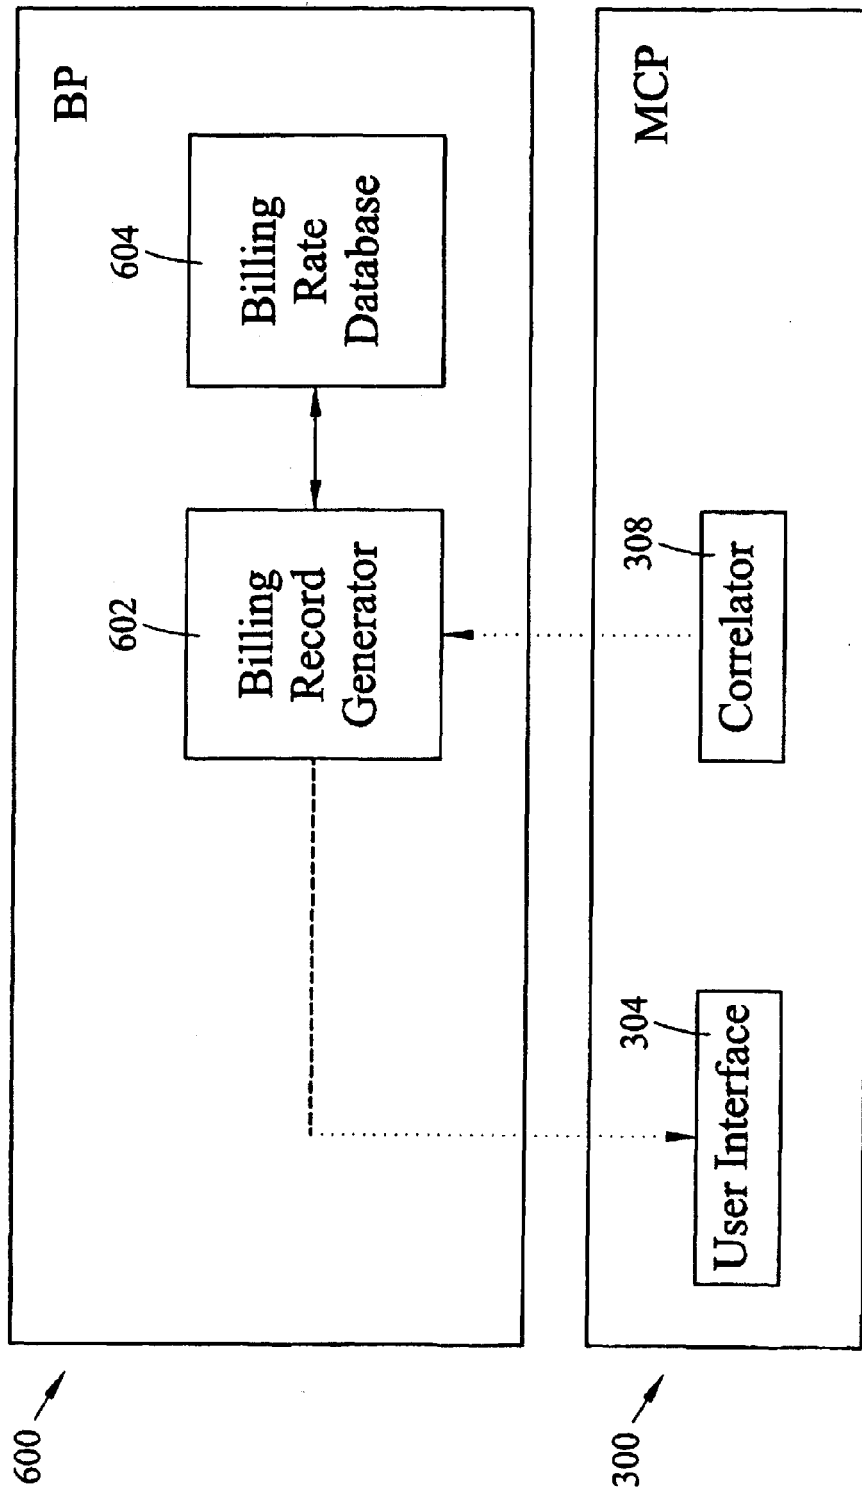 600
BP
602
Billing
Record
Generator
604
Billing
Rate
Database
300
MCP
304
User Interface
308
Correlator